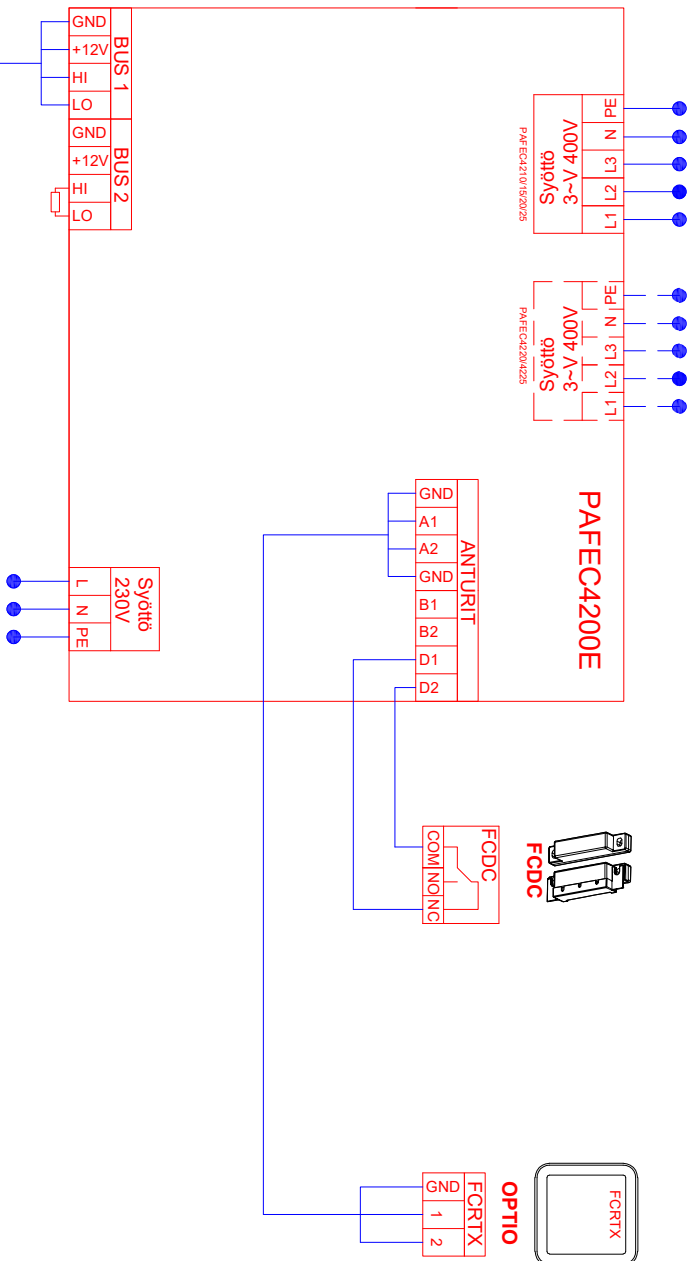 GND
+12V
HI
LO
BUS 1
GND
+12V
HI
LO
BUS 2
PE
N
L3
L2
L1
3~V 400V
Syöttö
PAFEC4210/15/20/25
PE
N
L3
L2
L1
3~V 400V
Syöttö
PAFEC4220/4225
PAFEC4200E
GND
A1
A2
GND
B1
B2
D1
D2
ANTURIT
Syöttö
230V
L
N
PE
FCDC
COM
NO
NC
FCDC
FCRTX
OPTIO
FCRTX
GND
1
2